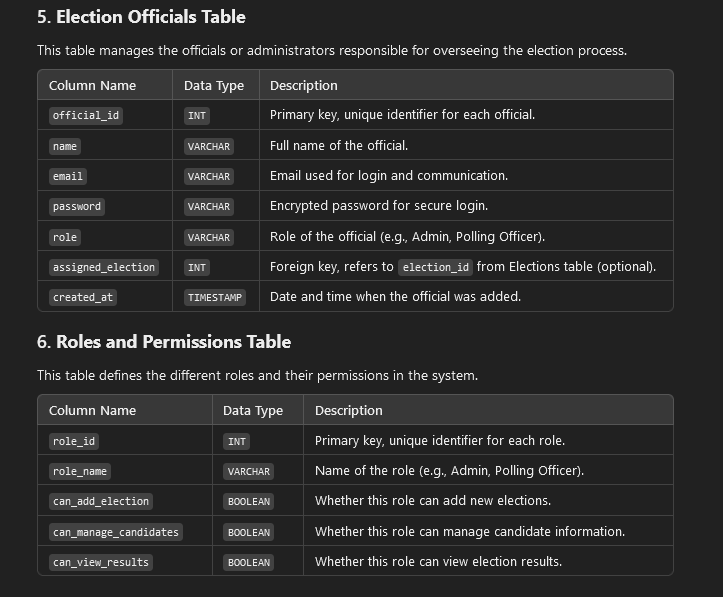 5. Election Officials Table
This table manages the officials or administrators responsible for overseeing the election process.
Column Name Data Type Description
official_id INT Primary key, unique identifier for each official.
name VARCHAR Full name of the official.
email VARCHAR Email used for login and communication.
password VARCHAR Encrypted password for secure login.
role VARCHAR Role of the official (e.g., Admin, Polling Officer).
assigned_election INT Foreign key, refers to election_id from Elections table (optional).
created_at TIMESTAMP Date and time when the official was added.
6. Roles and Permissions Table
This table defines the different roles and their permissions in the system.
Column Name Data Type Description
role_id INT Primary key, unique identifier for each role.
role_name VARCHAR Name of the role (e.g., Admin, Polling Officer).
can_add_election BOOLEAN Whether this role can add new elections.
can_manage_candidates BOOLEAN Whether this role can manage candidate information.
can_view_results BOOLEAN Whether this role can view election results.